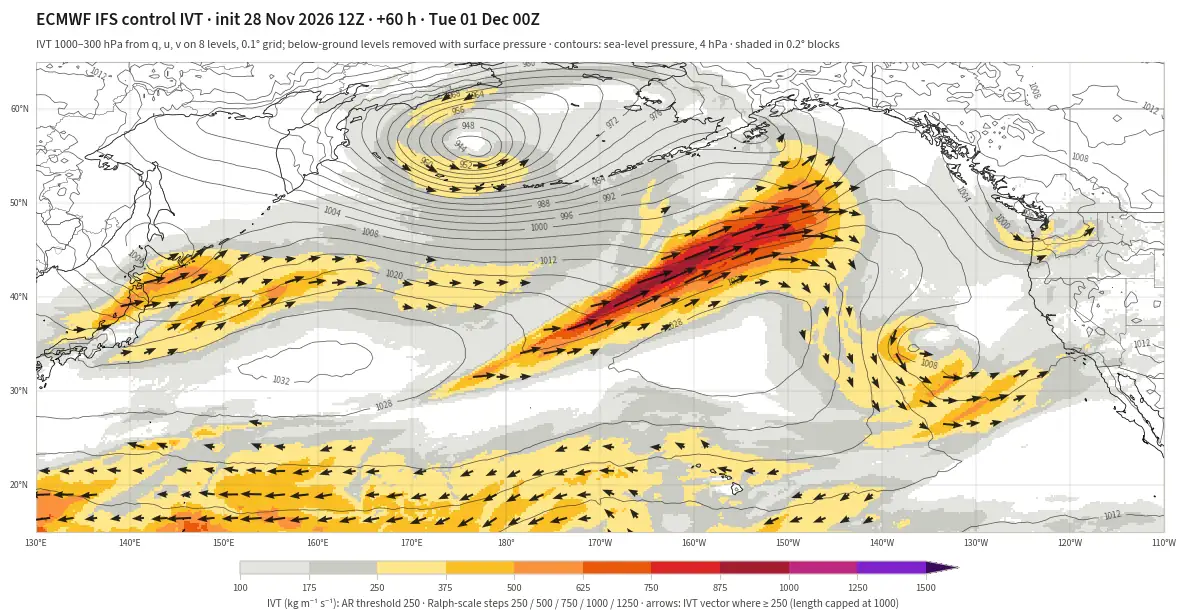 ECMWF IFS control IVT · init 28 Nov 2026 12Z · +60 h · Tue 01 Dec 00Z
IVT 1000–300 hPa from q, u, v on 8 levels, 0.1° grid; below-ground levels removed with surface pressure · contours: sea-level pressure, 4 hPa · shaded in 0.2° blocks
1012
1008
1012
60°N
956
948
944
952
972
976
1008
1004
50°N
1004
988
992
996
1000
1000
1008
1012
1020
40°N
1028
1012
1008
1032
30°N
1028
20°N
1012
130°E 140°E 150°E 160°E 170°E 180° 170°W 160°W 150°W 140°W 130°W 120°W 110°W
100 175 250 375 500 625 750 875 1000 1250 1500
IVT (kg m⁻¹ s⁻¹): AR threshold 250 · Ralph-scale steps 250 / 500 / 750 / 1000 / 1250 · arrows: IVT vector where ≥ 250 (length capped at 1000)